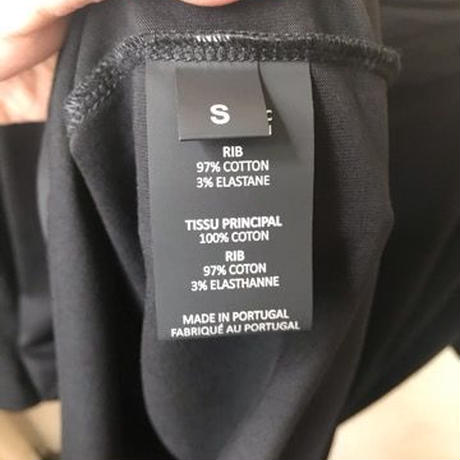 S
RIB
97% COTTON
3% ELASTANE
TISSU PRINCIPAL
100% COTON
RIB
97% COTON
3% ELASTHANNE
MADE IN PORTUGAL
FABRIQUÉ AU PORTUGAL